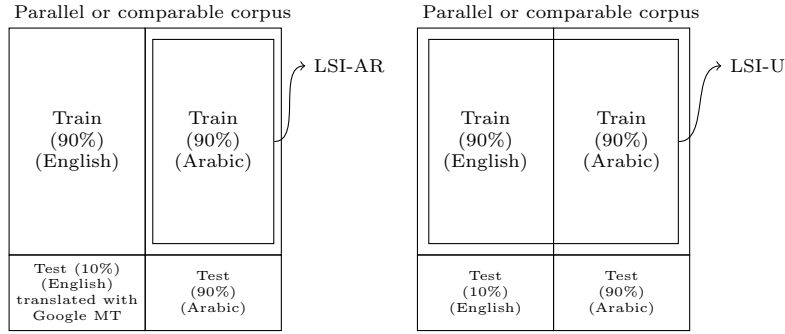 Parallel or comparable corpus
Train
(90%)
(English)
Train
(90%)
(Arabic)
LSI-AR
Test (10%)
(English)
translated with
Google MT
Test
(90%)
(Arabic)
Parallel or comparable corpus
Train
(90%)
(English)
Train
(90%)
(Arabic)
LSI-U
Test
(10%)
(English)
Test
(90%)
(Arabic)